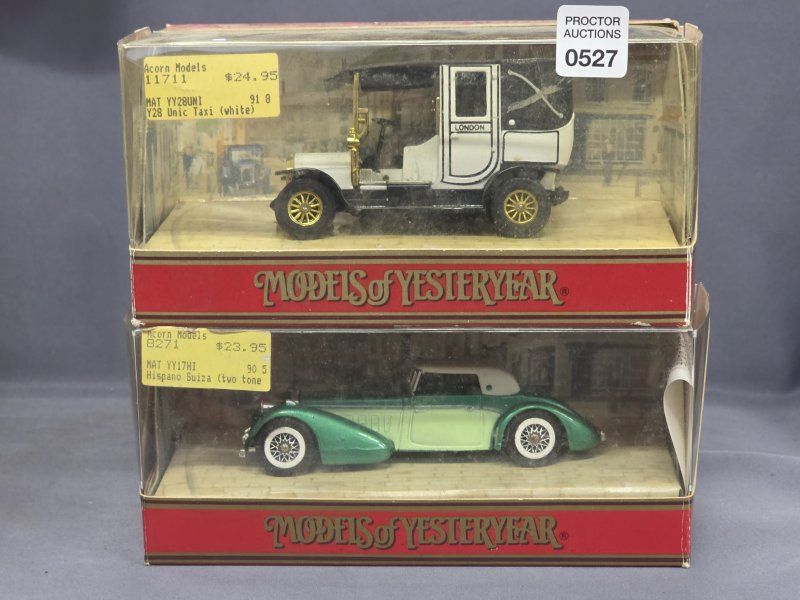 PROCTOR
AUCTIONS
0527
Acorn Models
11711 $24.95
MAT YY28UNI 91 8
Y28 Unic Taxi (white)
LONDON
MODELS of YESTERYEAR®
Acorn Models
8271 $23.95
MAT YY17HI 90 5
Hispano Suiza (two tone
MODELS of YESTERYEAR®